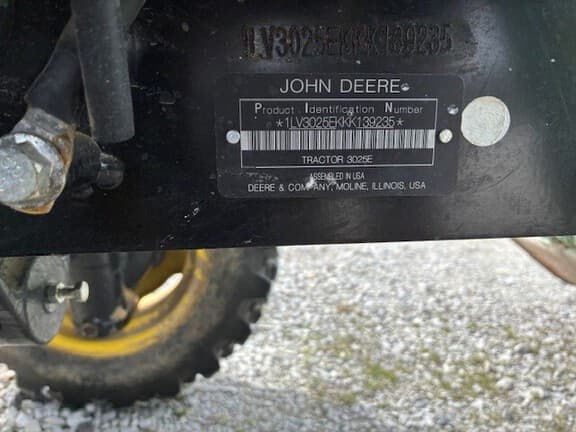 1LV3025EKKK139235
JOHN DEERE
Product Identification Number
*1LV3025EKKK139235*
TRACTOR 3025E
ASSEMBLED IN USA
DEERE & COMPANY, MOLINE, ILLINOIS, USA